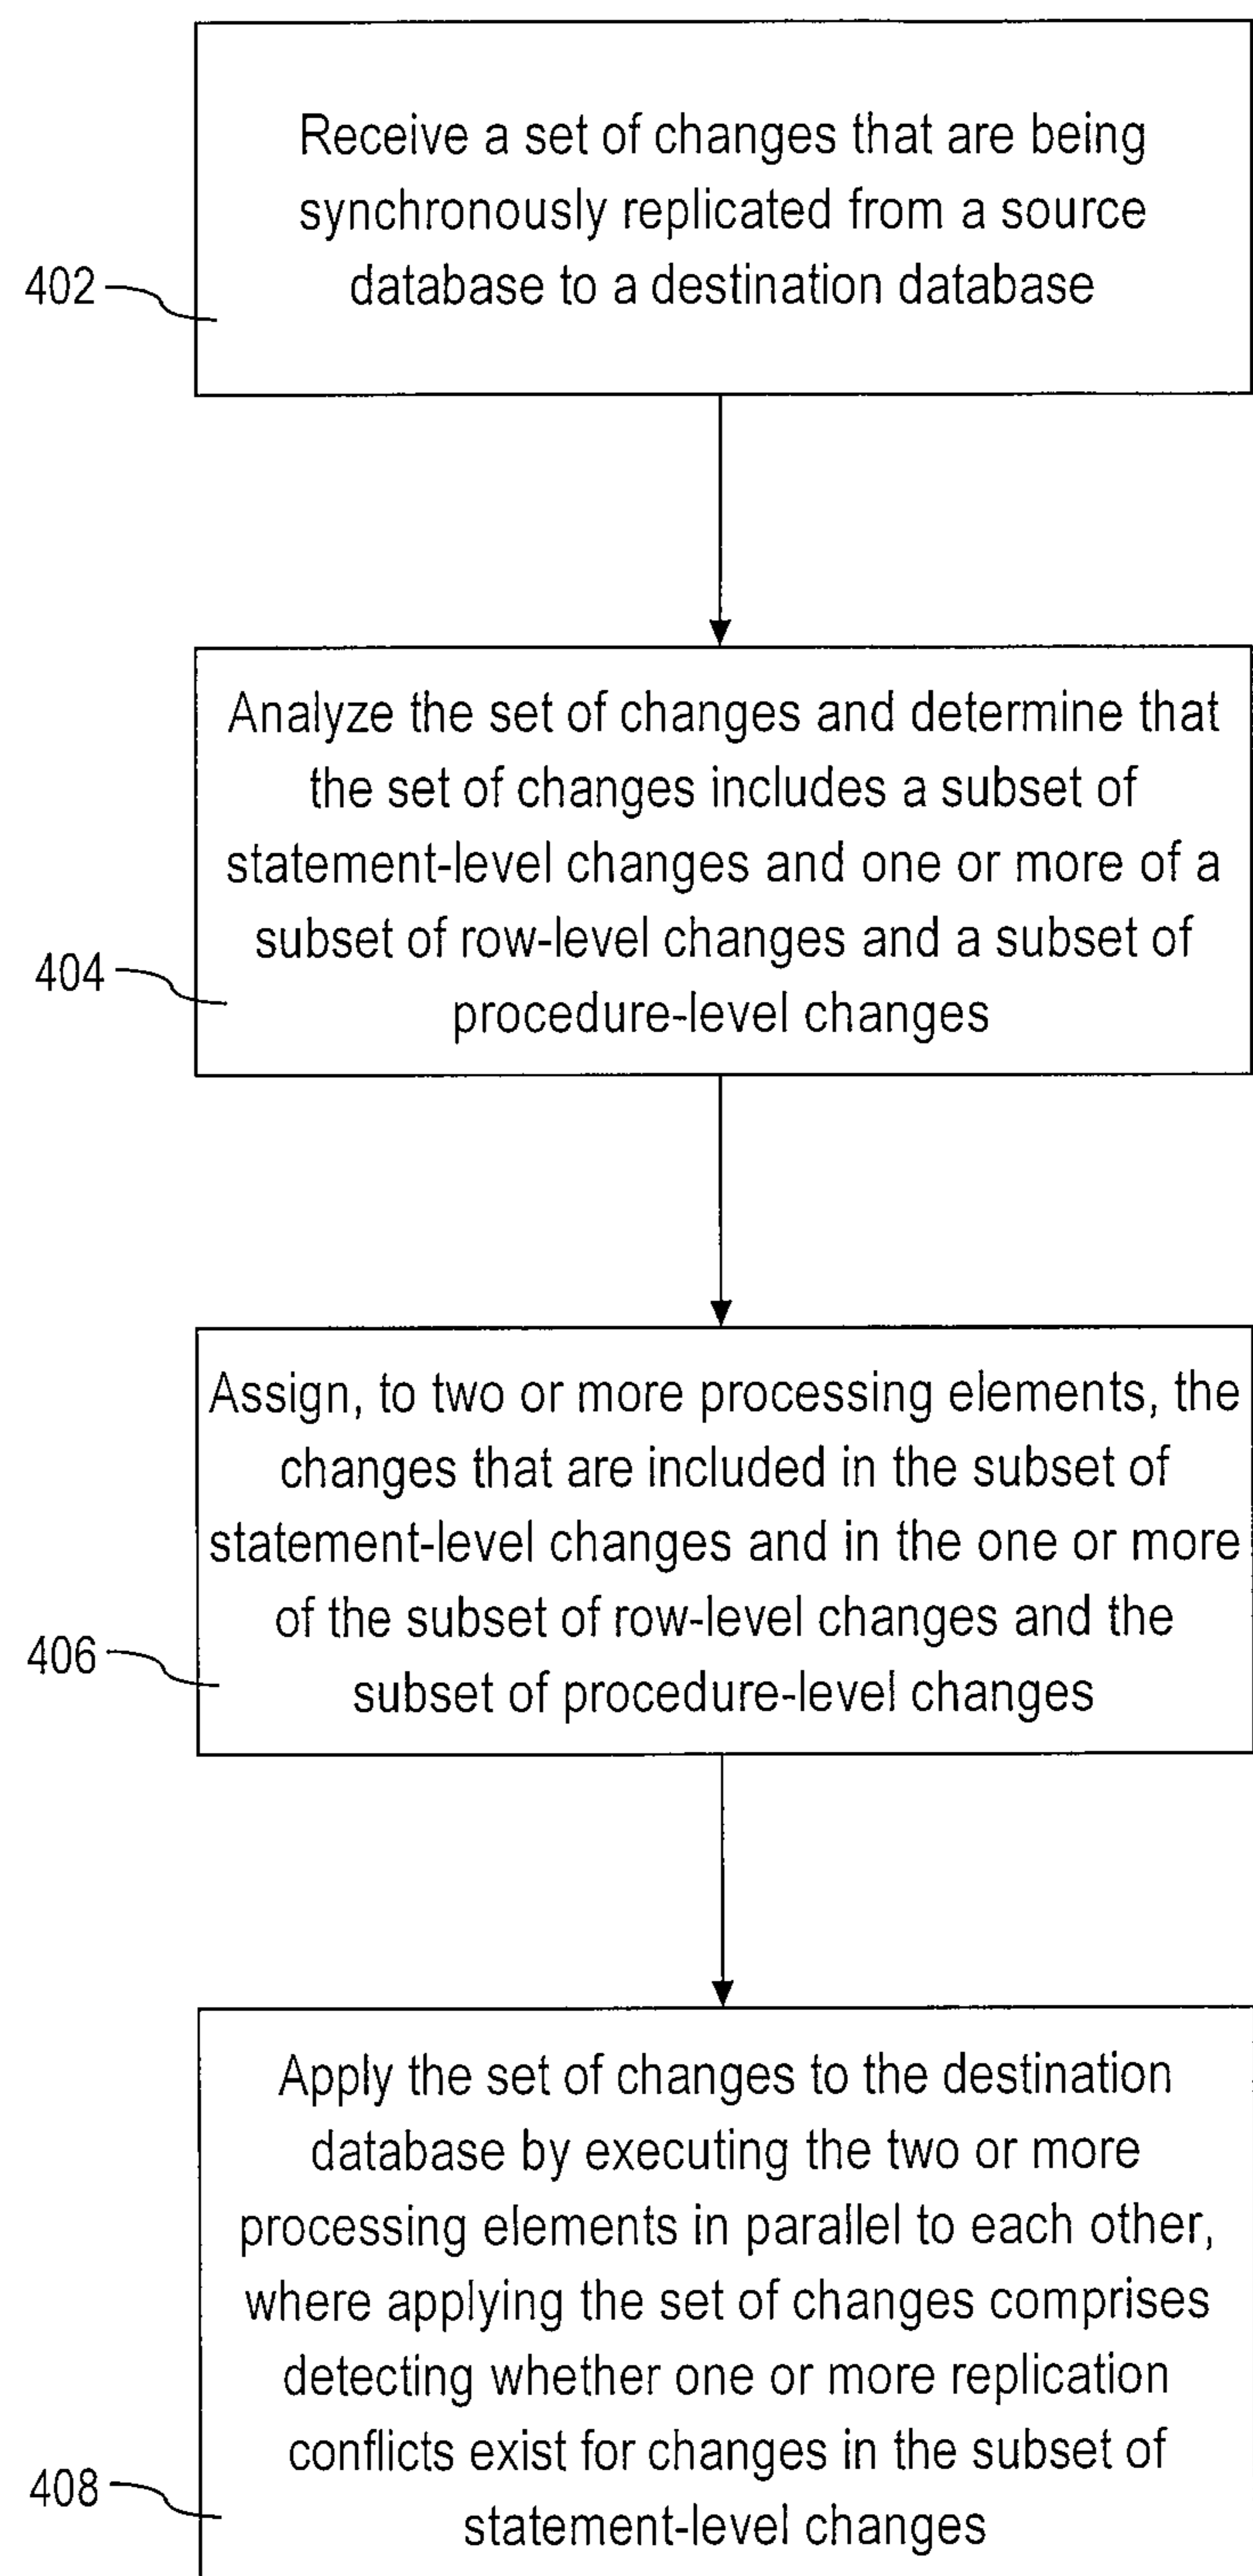 Receive a set of changes that are being
synchronously replicated from a source
database to a destination database
402
Analyze the set of changes and determine that
the set of changes includes a subset of
statement-level changes and one or more of a
subset of row-level changes and a subset of
procedure-level changes
404
Assign, to two or more processing elements, the
changes that are included in the subset of
statement-level changes and in the one or more
of the subset of row-level changes and the
subset of procedure-level changes
406
Apply the set of changes to the destination
database by executing the two or more
processing elements in parallel to each other,
where applying the set of changes comprises
detecting whether one or more replication
conflicts exist for changes in the subset of
statement-level changes
408